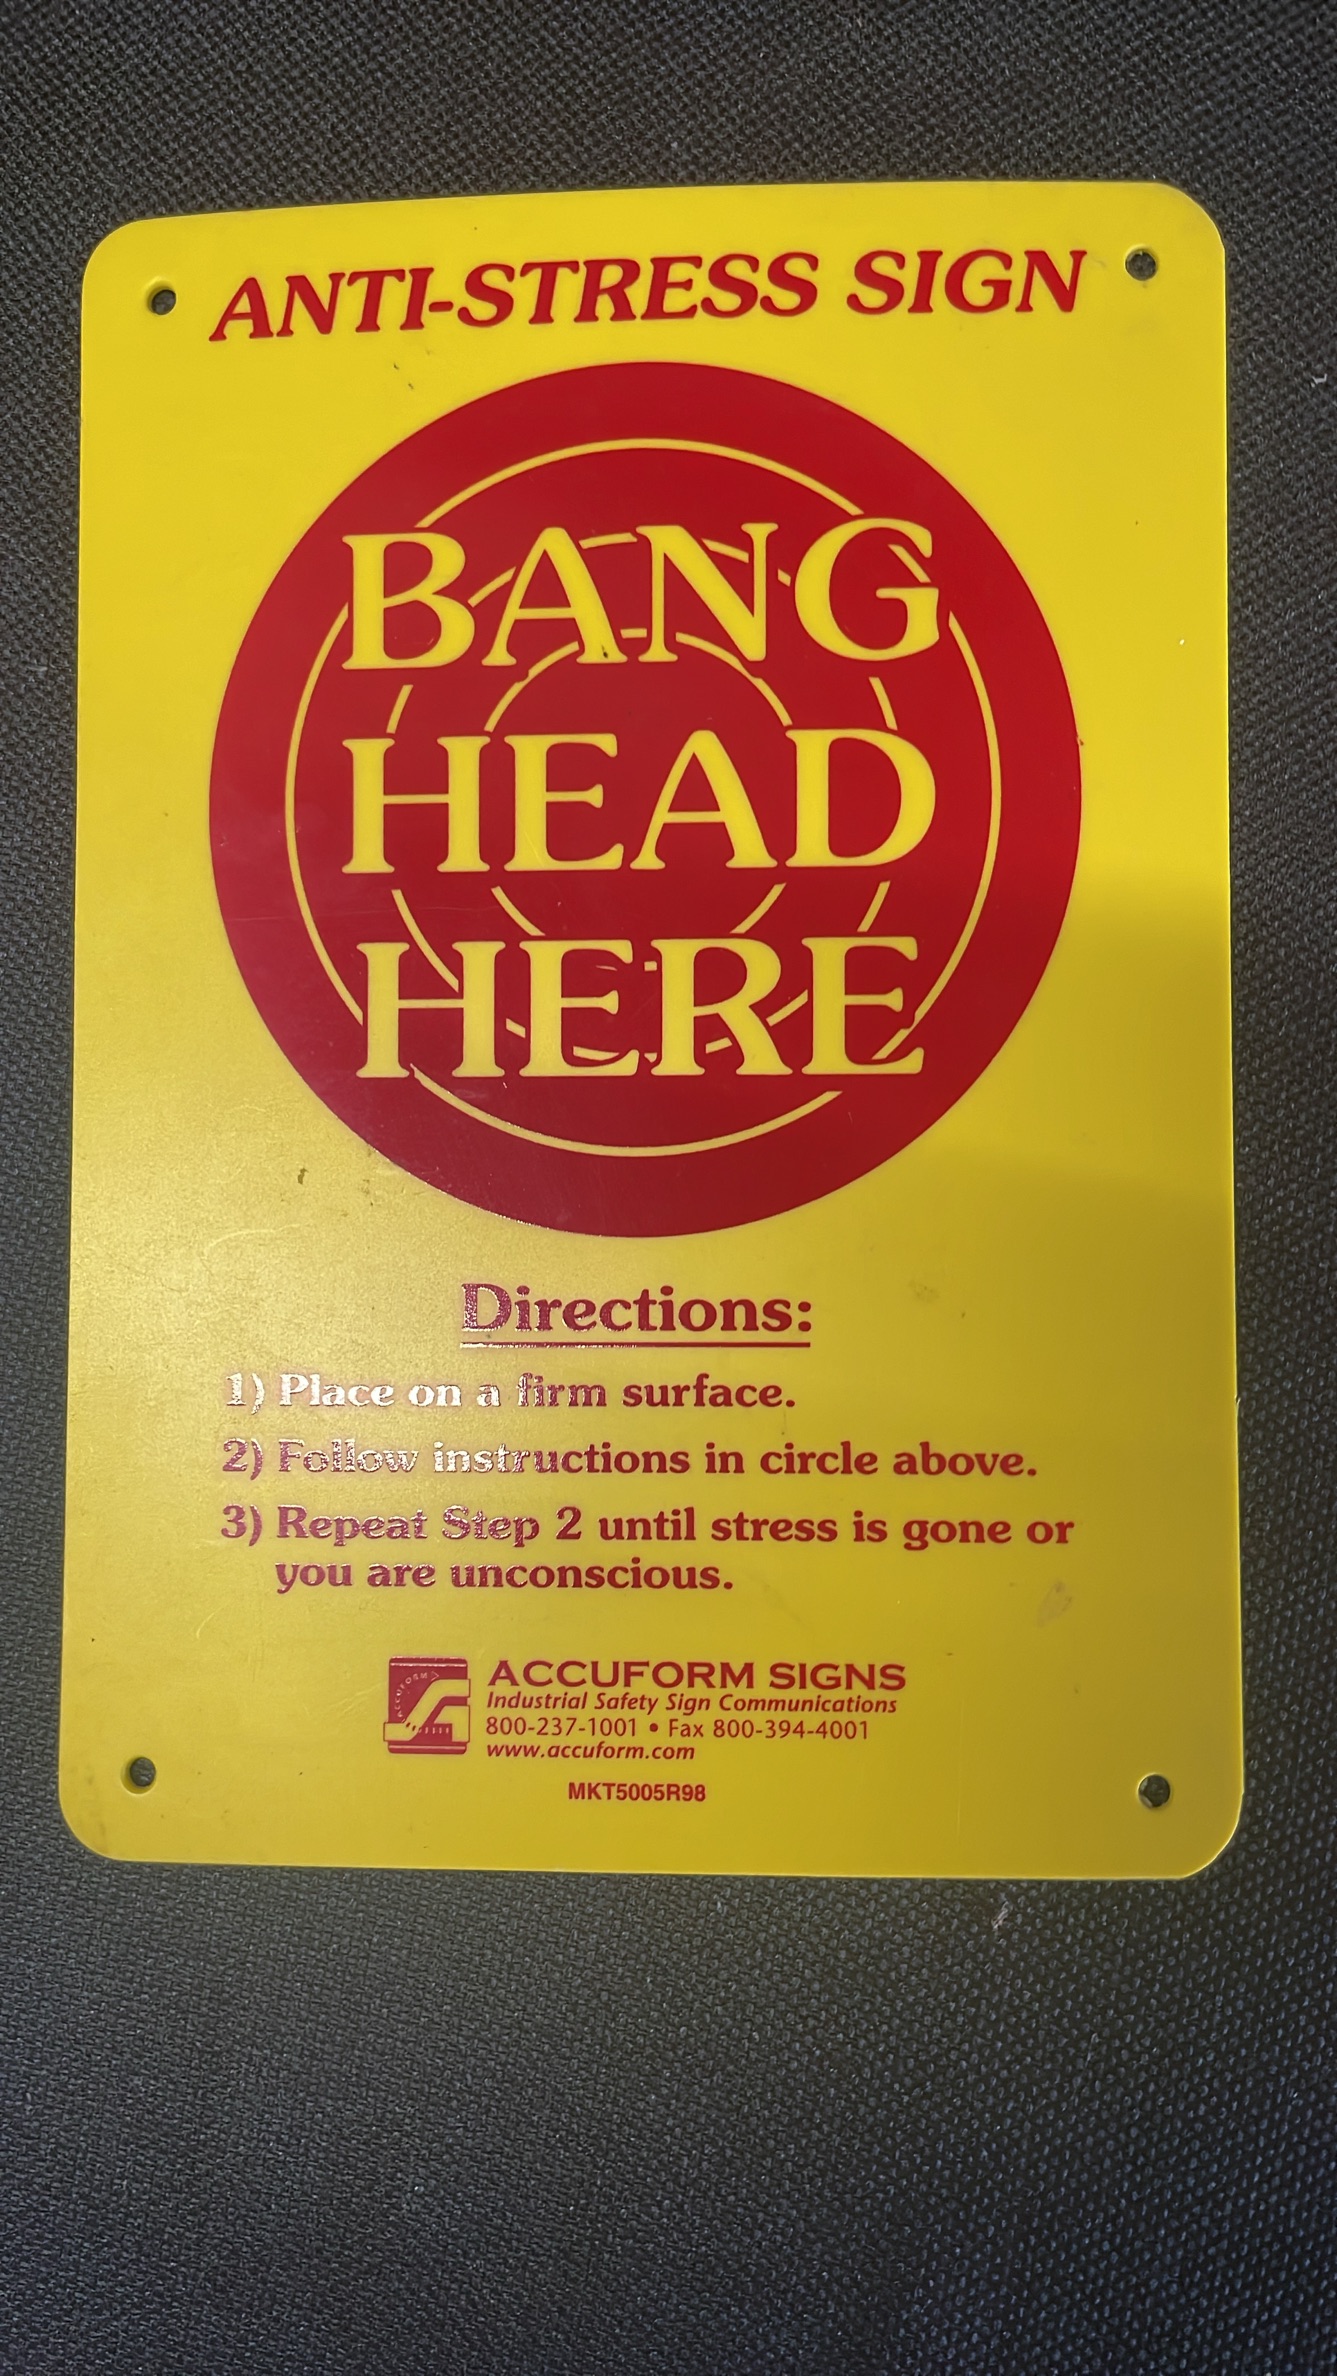 ANTI-STRESS SIGN
BANG
HEAD
HERE
Directions:
1) Place on a firm surface.
2) Follow instructions in circle above.
3) Repeat Step 2 until stress is gone or
you are unconscious.
ACCUFORM
ACCUFORM SIGNS
Industrial Safety Sign Communications
800-237-1001 • Fax 800-394-4001
www.accuform.com
MKT5005R98